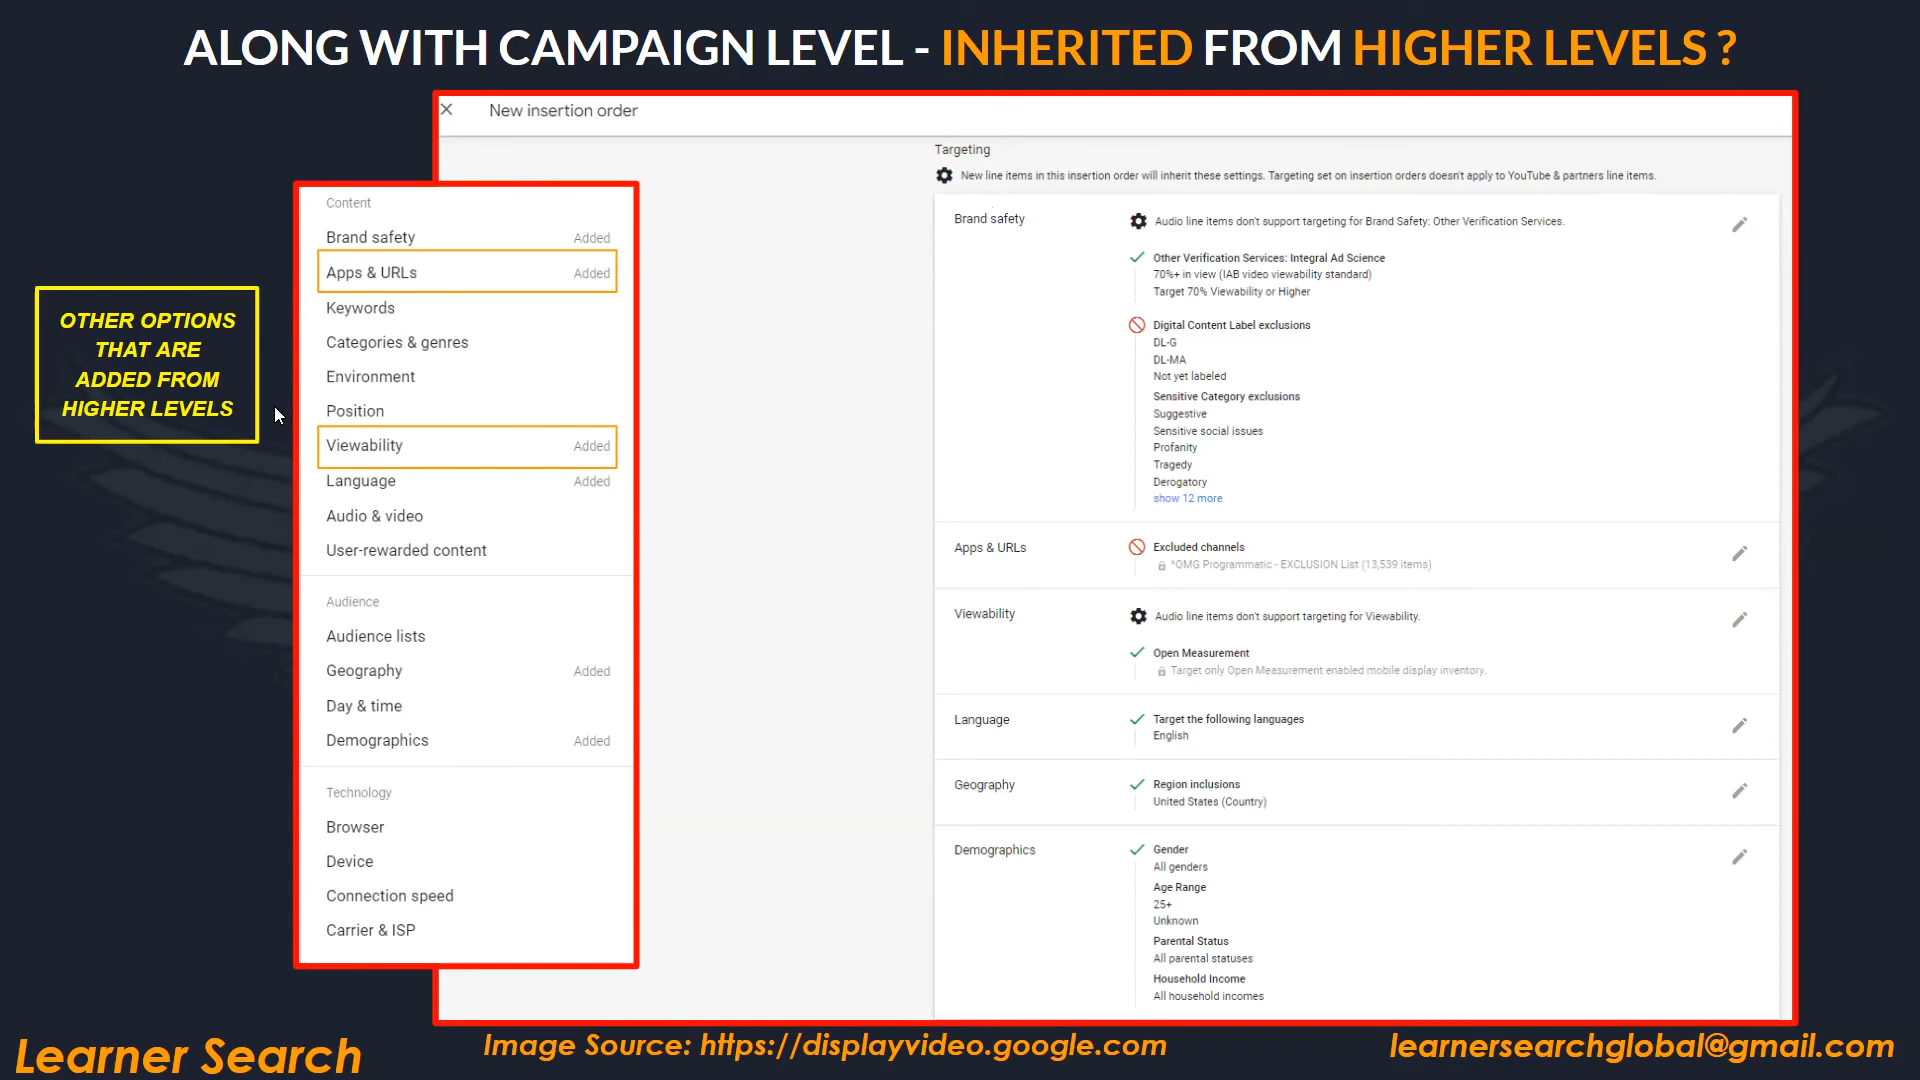 ALONG WITH CAMPAIGN LEVEL - INHERITED FROM HIGHER LEVELS ?
New insertion order
Targeting
New line items in this insertion order will inherit these settings. Targeting set on insertion orders doesn't apply to YouTube & partners line items.
OTHER OPTIONS
THAT ARE
ADDED FROM
HIGHER LEVELS
Content
Brand safety Added
Apps & URLs Added
Keywords
Categories & genres
Environment
Position
Viewability Added
Language Added
Audio & video
User-rewarded content
Audience
Audience lists
Geography Added
Day & time
Demographics Added
Technology
Browser
Device
Connection speed
Carrier & ISP
Brand safety
Audio line items don't support targeting for Brand Safety: Other Verification Services.
Other Verification Services: Integral Ad Science
70%+ in view (IAB video viewability standard)
Target 70% Viewability or Higher
Digital Content Label exclusions
DL-G
DL-MA
Not yet labeled
Sensitive Category exclusions
Suggestive
Sensitive social issues
Profanity
Tragedy
Derogatory
show 12 more
Apps & URLs
Excluded channels
*OMG Programmatic - EXCLUSION List (13,539 items)
Viewability
Audio line items don't support targeting for Viewability.
Open Measurement
Target only Open Measurement enabled mobile display inventory.
Language
Target the following languages
English
Geography
Region inclusions
United States (Country)
Demographics
Gender
All genders
Age Range
25+
Unknown
Parental Status
All parental statuses
Household Income
All household incomes
Learner Search
Image Source: https://displayvideo.google.com
learnersearchglobal@gmail.com